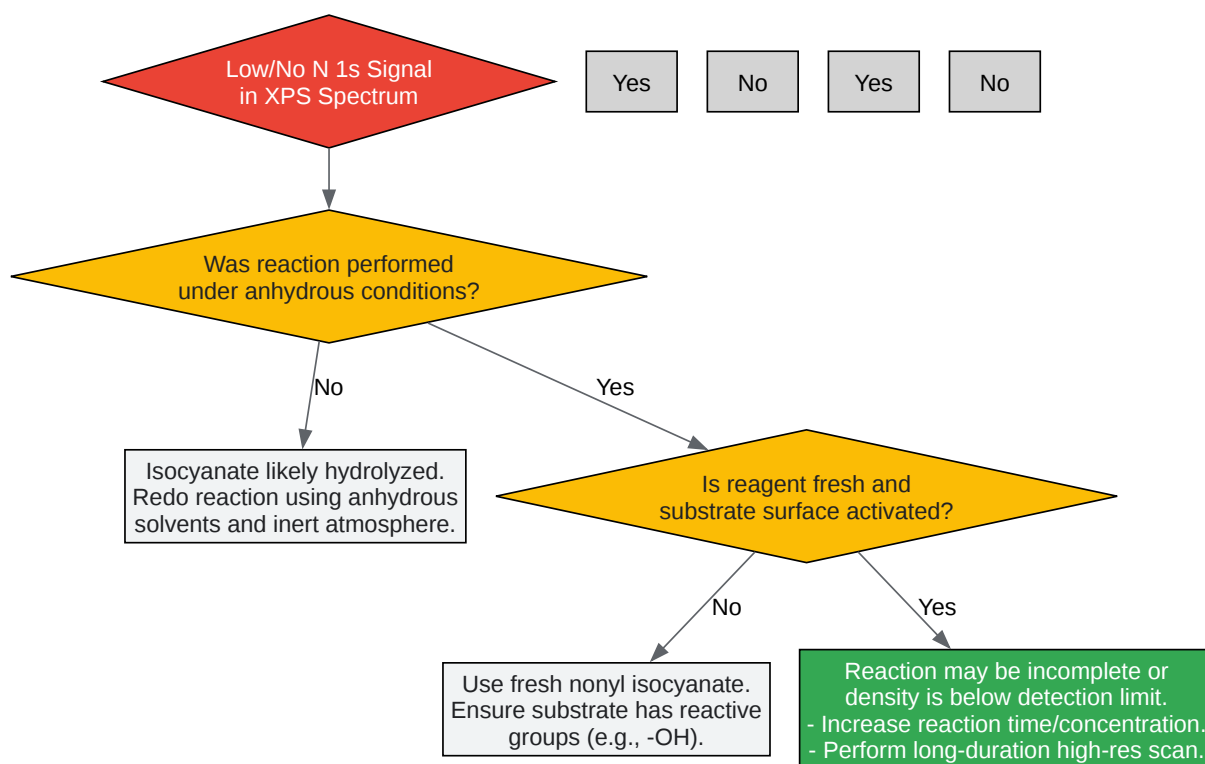 Low/No N 1s Signal
in XPS Spectrum
Yes
No
Yes
No
Was reaction performed
under anhydrous conditions?
No
Yes
Isocyanate likely hydrolyzed.
Redo reaction using anhydrous
solvents and inert atmosphere.
Is reagent fresh and
substrate surface activated?
No
Yes
Use fresh nonyl isocyanate.
Ensure substrate has reactive
groups (e.g., -OH).
Reaction may be incomplete or
density is below detection limit.
- Increase reaction time/concentration.
- Perform long-duration high-res scan.